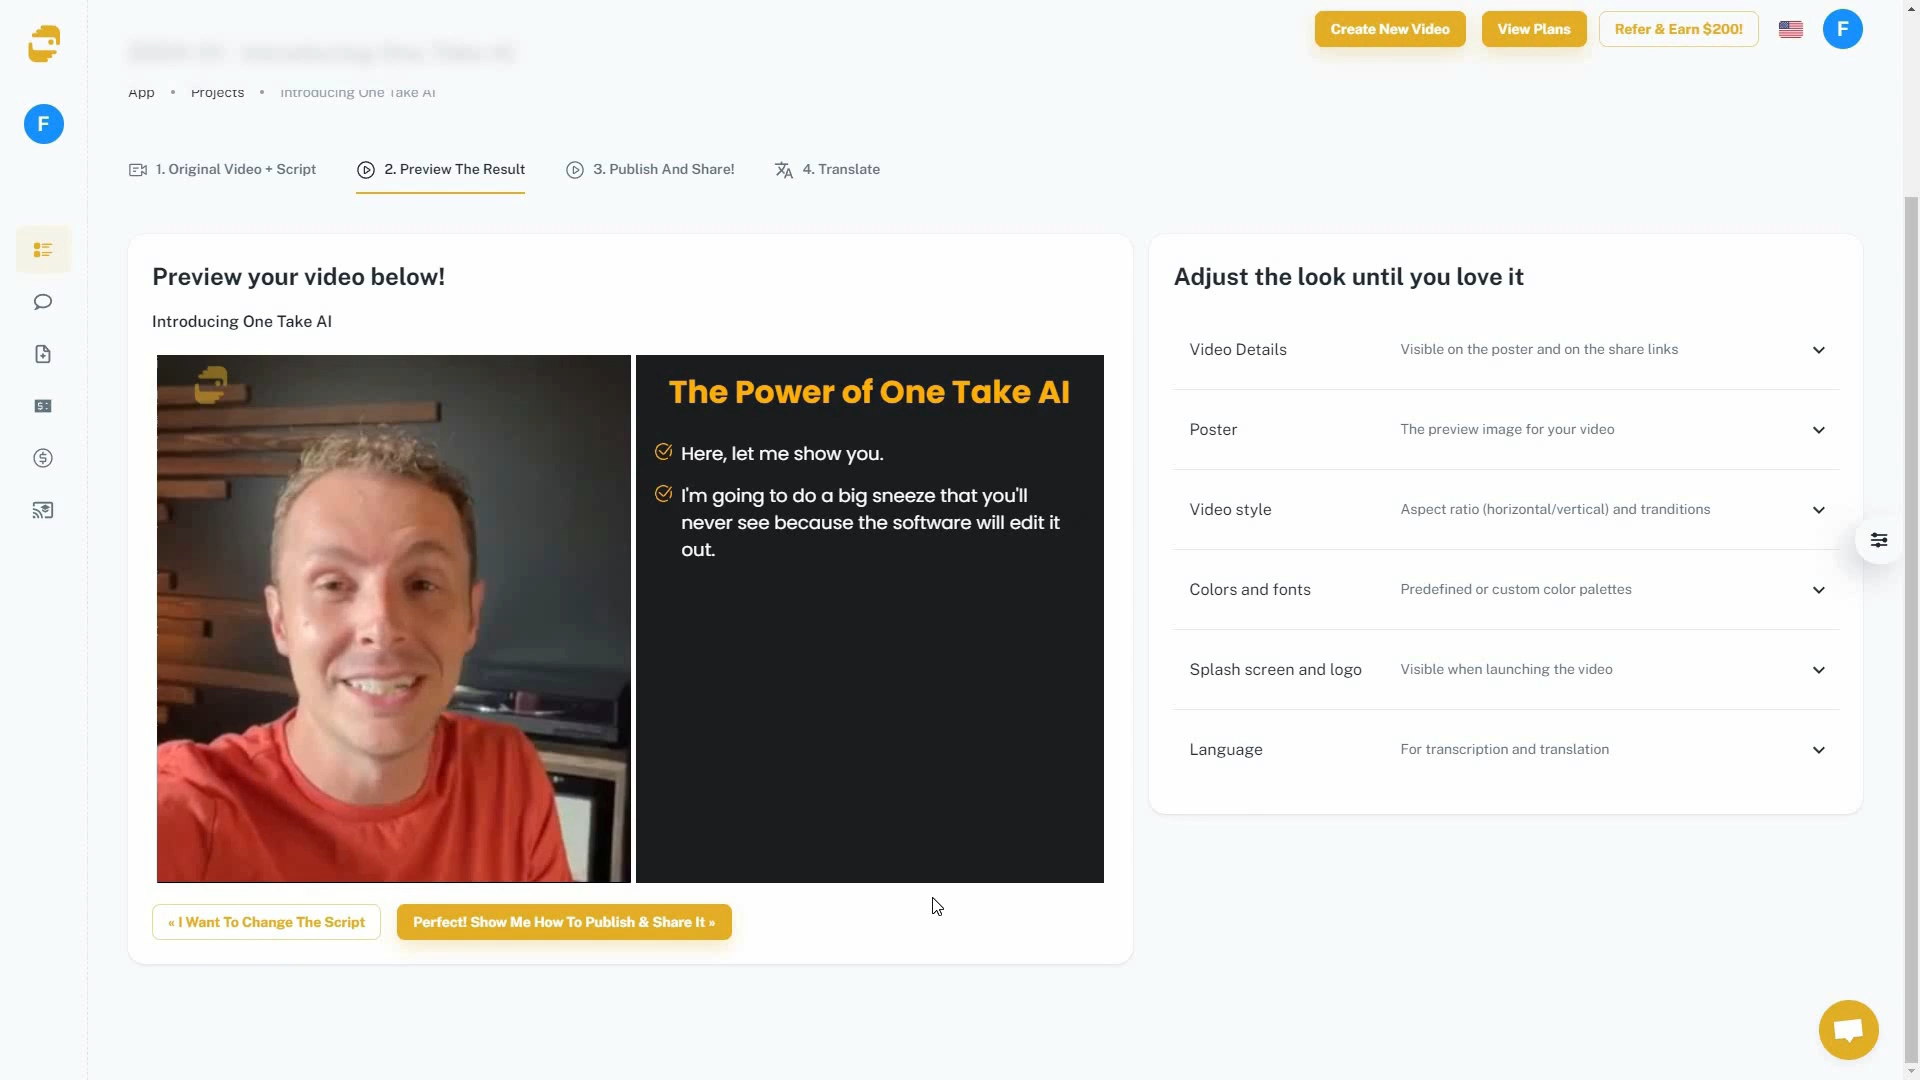 Create New Video
View Plans
Refer & Earn $200!
F
App • Projects • Introducing One Take AI
F
1. Original Video + Script
2. Preview The Result
3. Publish And Share!
4. Translate
Preview your video below!
Introducing One Take AI
The Power of One Take AI
Here, let me show you.
I'm going to do a big sneeze that you'll
never see because the software will edit it
out.
« I Want To Change The Script
Perfect! Show Me How To Publish & Share It »
Adjust the look until you love it
Video Details Visible on the poster and on the share links
Poster The preview image for your video
Video style Aspect ratio (horizontal/vertical) and tranditions
Colors and fonts Predefined or custom color palettes
Splash screen and logo Visible when launching the video
Language For transcription and translation